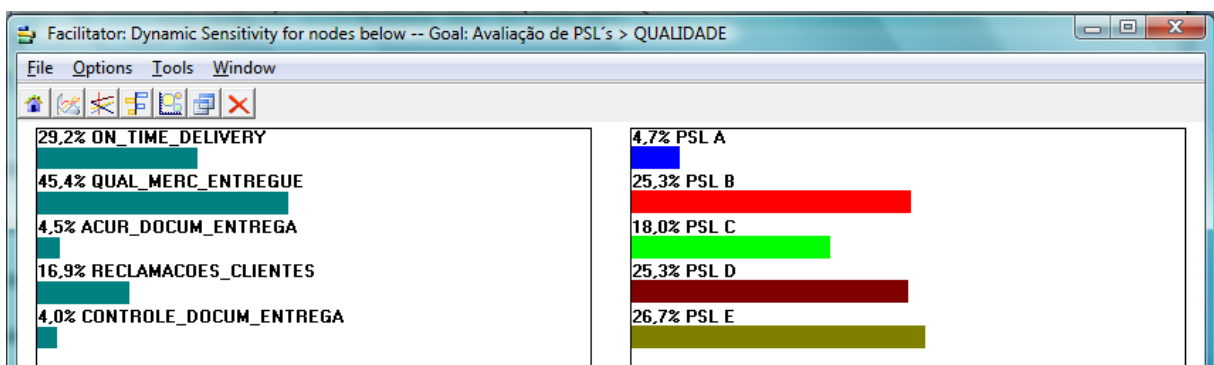 Facilitator: Dynamic Sensitivity for nodes below -- Goal: Avaliação de PSL´s > QUALIDADE
File Options Tools Window
29,2% ON_TIME_DELIVERY
45,4% QUAL_MERC_ENTREGUE
4,5% ACUR_DOCUM_ENTREGA
16,9% RECLAMACOES_CLIENTES
4,0% CONTROLE_DOCUM_ENTREGA
4,7% PSL A
25,3% PSL B
18,0% PSL C
25,3% PSL D
26,7% PSL E